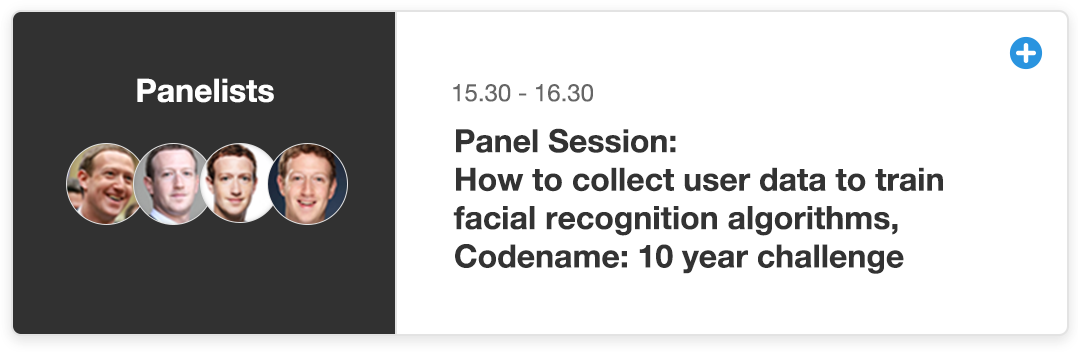 Panelists
15.30 - 16.30
Panel Session:
How to collect user data to train
facial recognition algorithms,
Codename: 10 year challenge